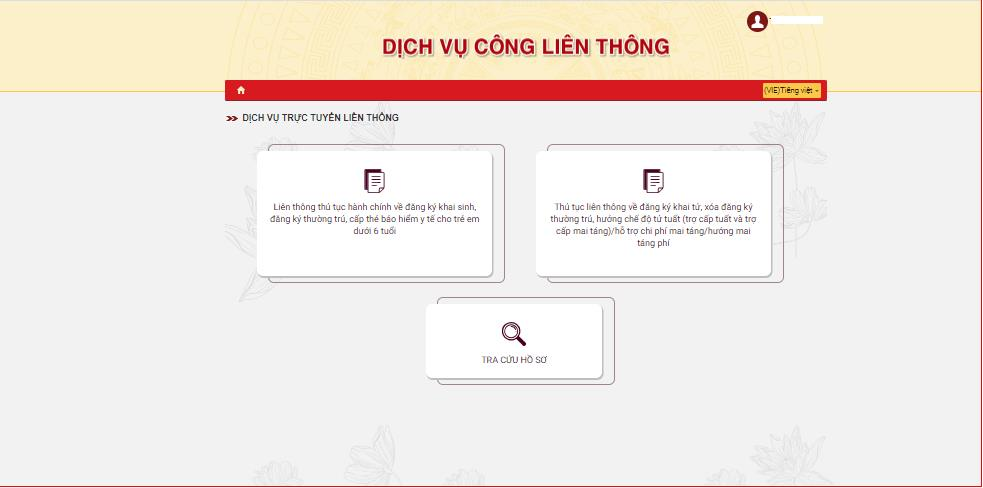 DỊCH VỤ CÔNG LIÊN THÔNG
(VIE)Tiếng việt
DỊCH VỤ TRỰC TUYẾN LIÊN THÔNG
Liên thông thủ tục hành chính về đăng ký khai sinh,
đăng ký thường trú, cấp thẻ bảo hiểm y tế cho trẻ em
dưới 6 tuổi
Thủ tục liên thông về đăng ký khai tử, xóa đăng ký
thường trú, hưởng chế độ tử tuất (trợ cấp tuất và trợ
cấp mai táng)/hỗ trợ chi phí mai táng/hưởng mai
táng phí
TRA CỨU HỒ SƠ